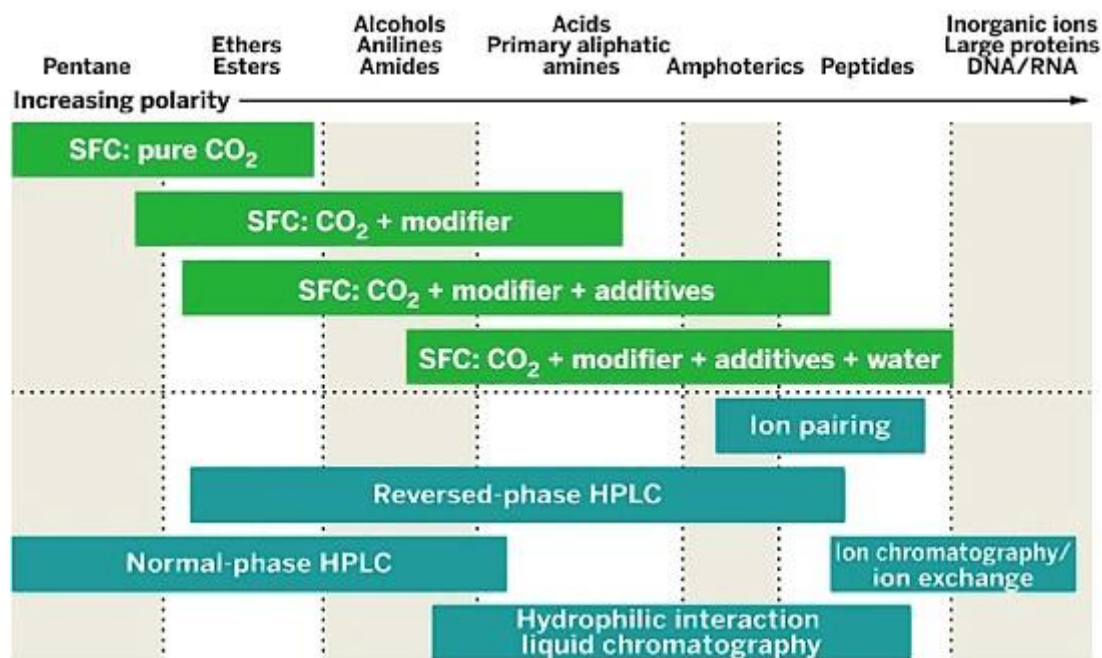 Pentane
Ethers
Esters
Alcohols
Anilines
Amides
Acids
Primary aliphatic
amines
Amphoterics
Peptides
Inorganic ions
Large proteins
DNA/RNA
Increasing polarity
SFC: pure CO₂
SFC: CO₂ + modifier
SFC: CO₂ + modifier + additives
SFC: CO₂ + modifier + additives + water
Ion pairing
Reversed-phase HPLC
Normal-phase HPLC
Ion chromatography/
ion exchange
Hydrophilic interaction
liquid chromatography